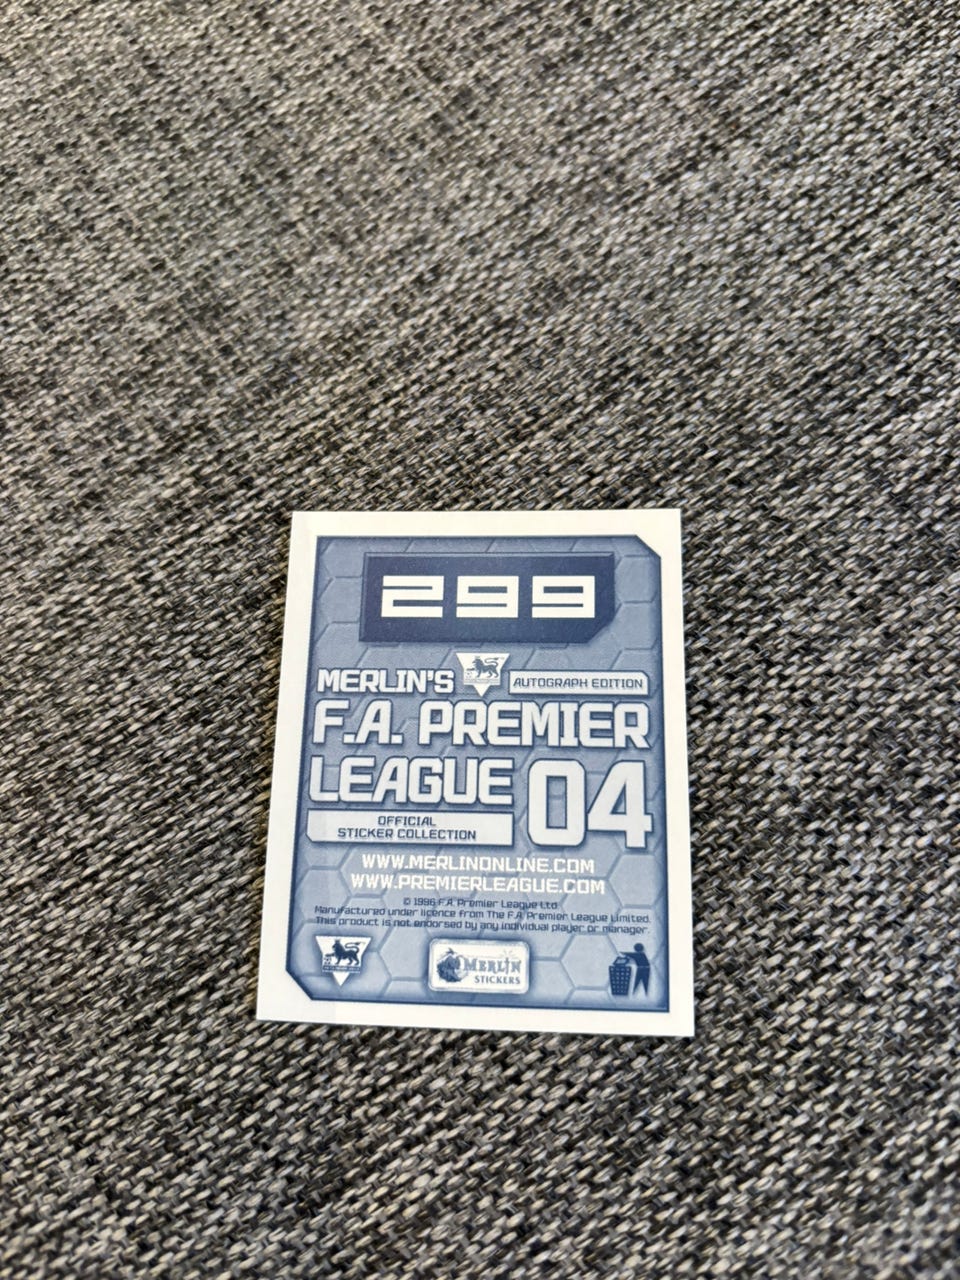 299
MERLIN'S
AUTOGRAPH EDITION
F.A. PREMIER
LEAGUE 04
OFFICIAL
STICKER COLLECTION
WWW.MERLINONLINE.COM
WWW.PREMIERLEAGUE.COM
© 1996 F.A. Premier League Ltd.
Manufactured under licence from The F.A. Premier League Limited.
This product is not endorsed by any individual player or manager.
MERLIN
STICKERS